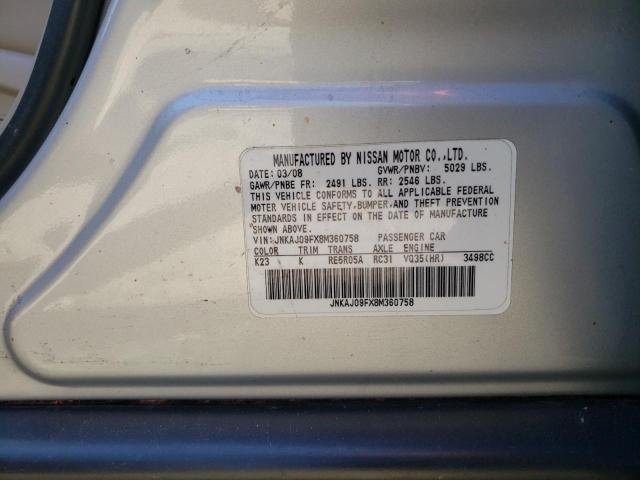 MANUFACTURED BY NISSAN MOTOR CO.,LTD.
DATE: 03/08 GVWR/PNBV: 5029 LBS.
GAWR/PNBE FR: 2491 LBS. RR: 2546 LBS.
THIS VEHICLE CONFORMS TO ALL APPLICABLE FEDERAL
MOTOR VEHICLE SAFETY, BUMPER, AND THEFT PREVENTION
STANDARDS IN EFFECT ON THE DATE OF MANUFACTURE
SHOWN ABOVE.
VIN:JNKAJ09FX8M360758 PASSENGER CAR
COLOR TRIM TRANS AXLE ENGINE
K23 K RE5R05A RC31 VQ35(HR) 3498CC
JNKAJ09FX8M360758